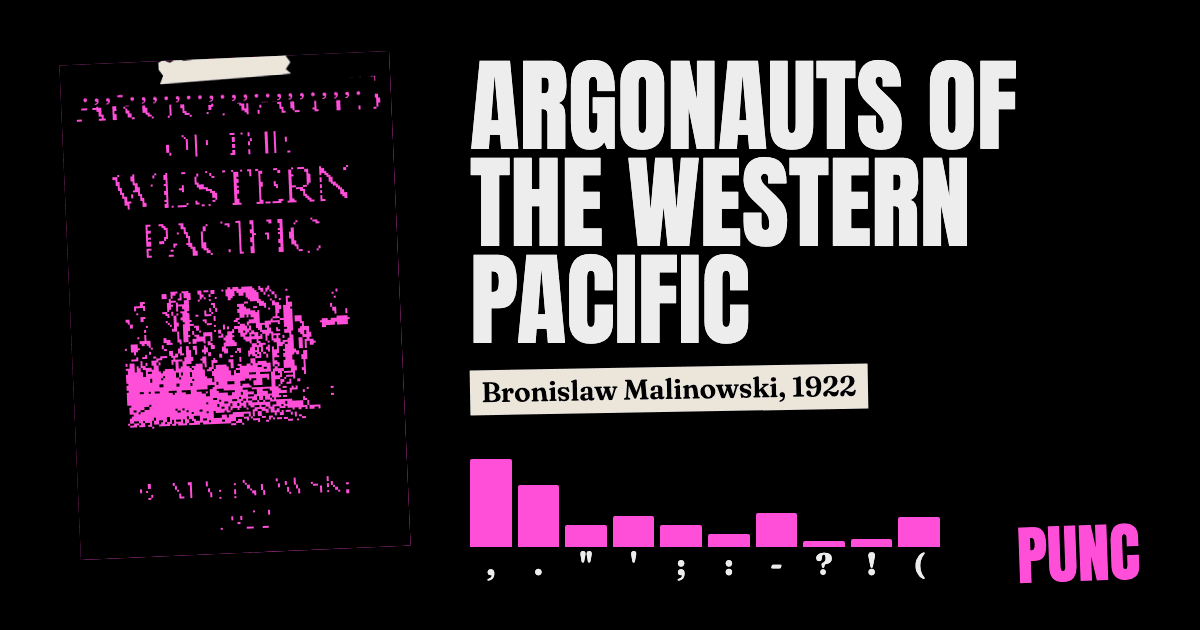 OF THE
WESTERN
PACIFIC
ARGONAUTS OF
THE WESTERN
PACIFIC
Bronislaw Malinowski, 1922
, . " ' ; : - ? ! (
PUNC